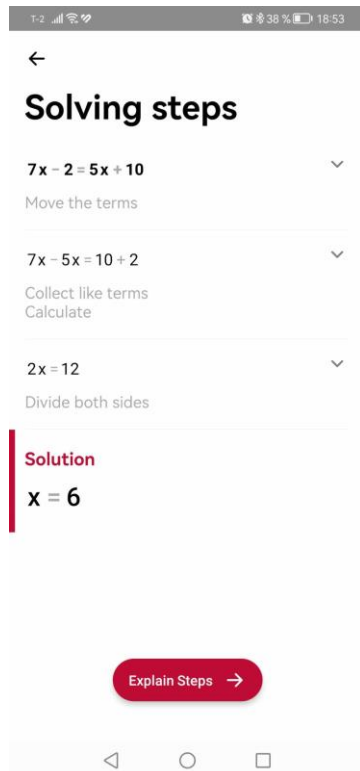 T-2 38 % 18:53
Solving steps
7x - 2 = 5x + 10
Move the terms
7x - 5x = 10 + 2
Collect like terms
Calculate
2x = 12
Divide both sides
Solution
x = 6
Explain Steps